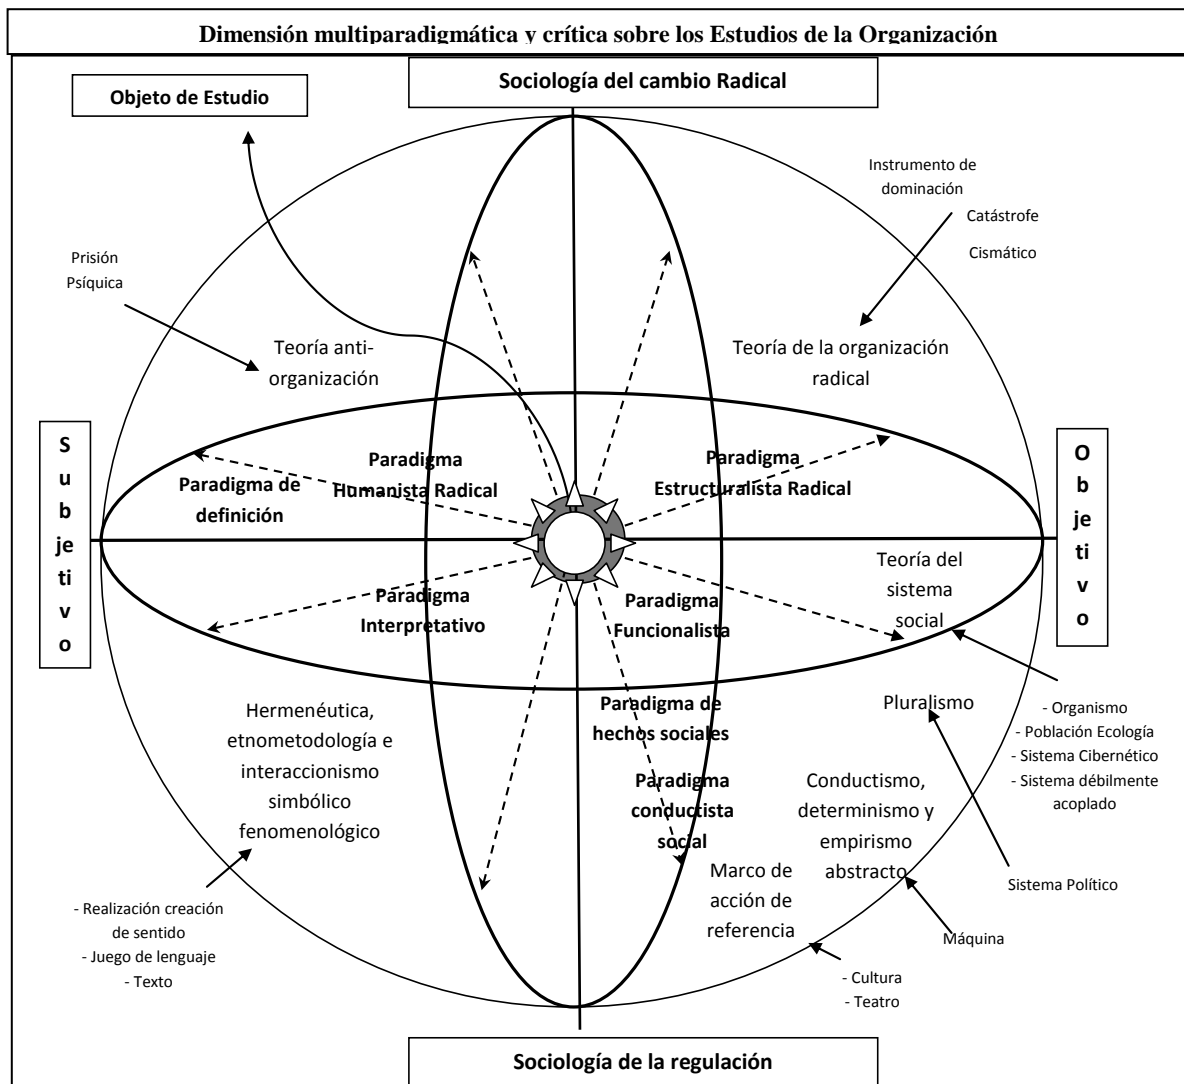 Dimensión multiparadigmática y crítica sobre los Estudios de la Organización
Sociología del cambio Radical
Objeto de Estudio
Instrumento de
dominación
Catástrofe
Cismático
Prisión
Psíquica
Teoría anti-
organización
Teoría de la organización
radical
Subjetivo
Objetivo
Paradigma
Humanista Radical
Paradigma
Estructuralista Radical
Paradigma de
definición
Teoría del
sistema
social
Paradigma
Interpretativo
Paradigma
Funcionalista
Paradigma de
hechos sociales
Pluralismo
- Organismo
- Población Ecología
- Sistema Cibernético
- Sistema débilmente
acoplado
Hermenéutica,
etnometodología e
interaccionismo
simbólico
fenomenológico
Paradigma
conductista
social
Conductismo,
determinismo y
empirismo
abstracto
Marco de
acción de
referencia
Sistema Político
Máquina
- Realización creación
de sentido
- Juego de lenguaje
- Texto
- Cultura
- Teatro
Sociología de la regulación